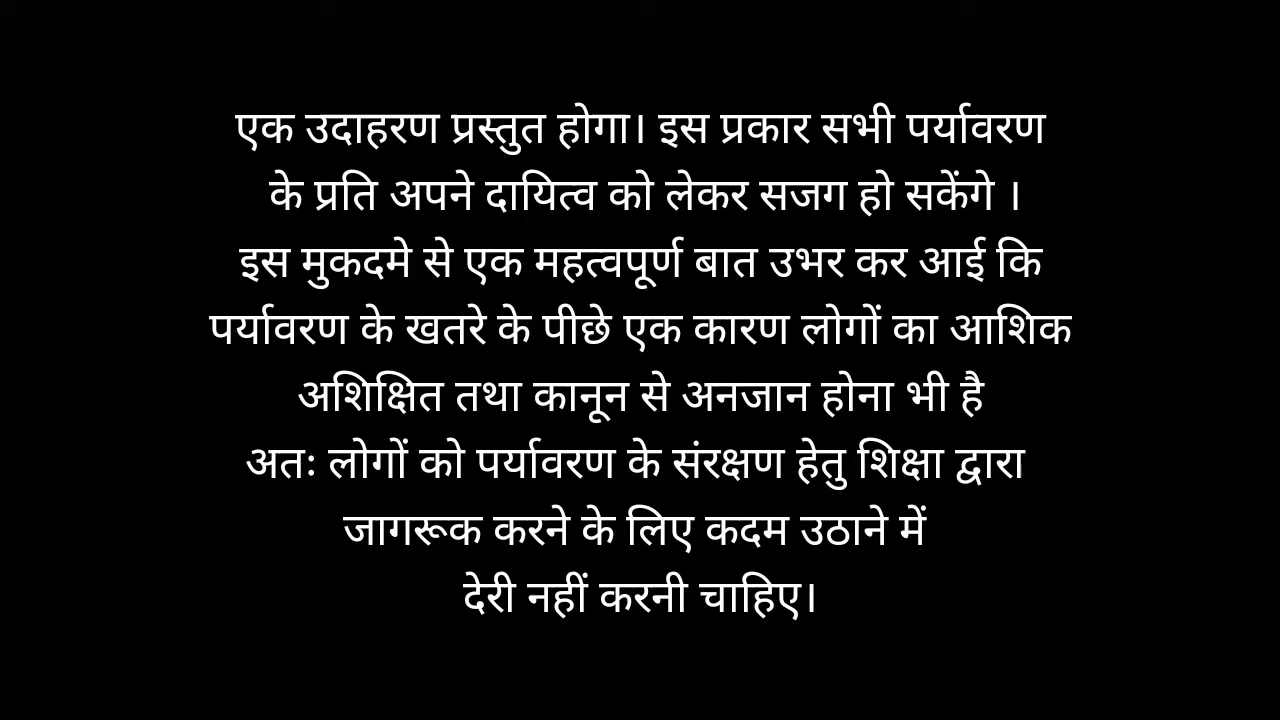 एक उदाहरण प्रस्तुत होगा। इस प्रकार सभी पर्यावरण
के प्रति अपने दायित्व को लेकर सजग हो सकेंगे ।
इस मुकदमे से एक महत्वपूर्ण बात उभर कर आई कि
पर्यावरण के खतरे के पीछे एक कारण लोगों का आशिक
अशिक्षित तथा कानून से अनजान होना भी है
अतः लोगों को पर्यावरण के संरक्षण हेतु शिक्षा द्वारा
जागरूक करने के लिए कदम उठाने में
देरी नहीं करनी चाहिए।